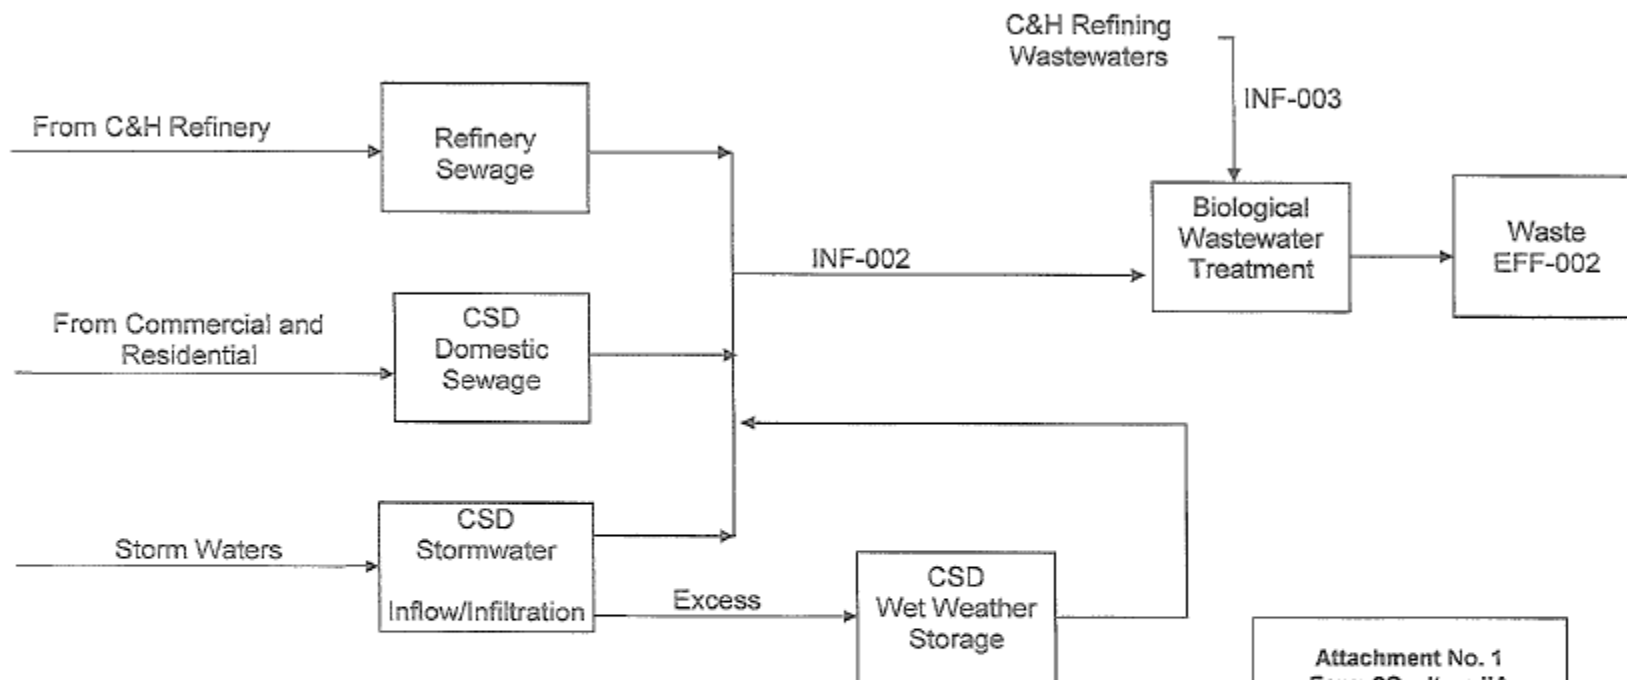 C&H Refining
Wastewaters
INF-003
From C&H Refinery
Refinery
Sewage
Biological
Wastewater
Treatment
Waste
EFF-002
INF-002
From Commercial and
Residential
CSD
Domestic
Sewage
Storm Waters
CSD
Stormwater
Inflow/Infiltration
Excess
CSD
Wet Weather
Storage
Attachment No. 1